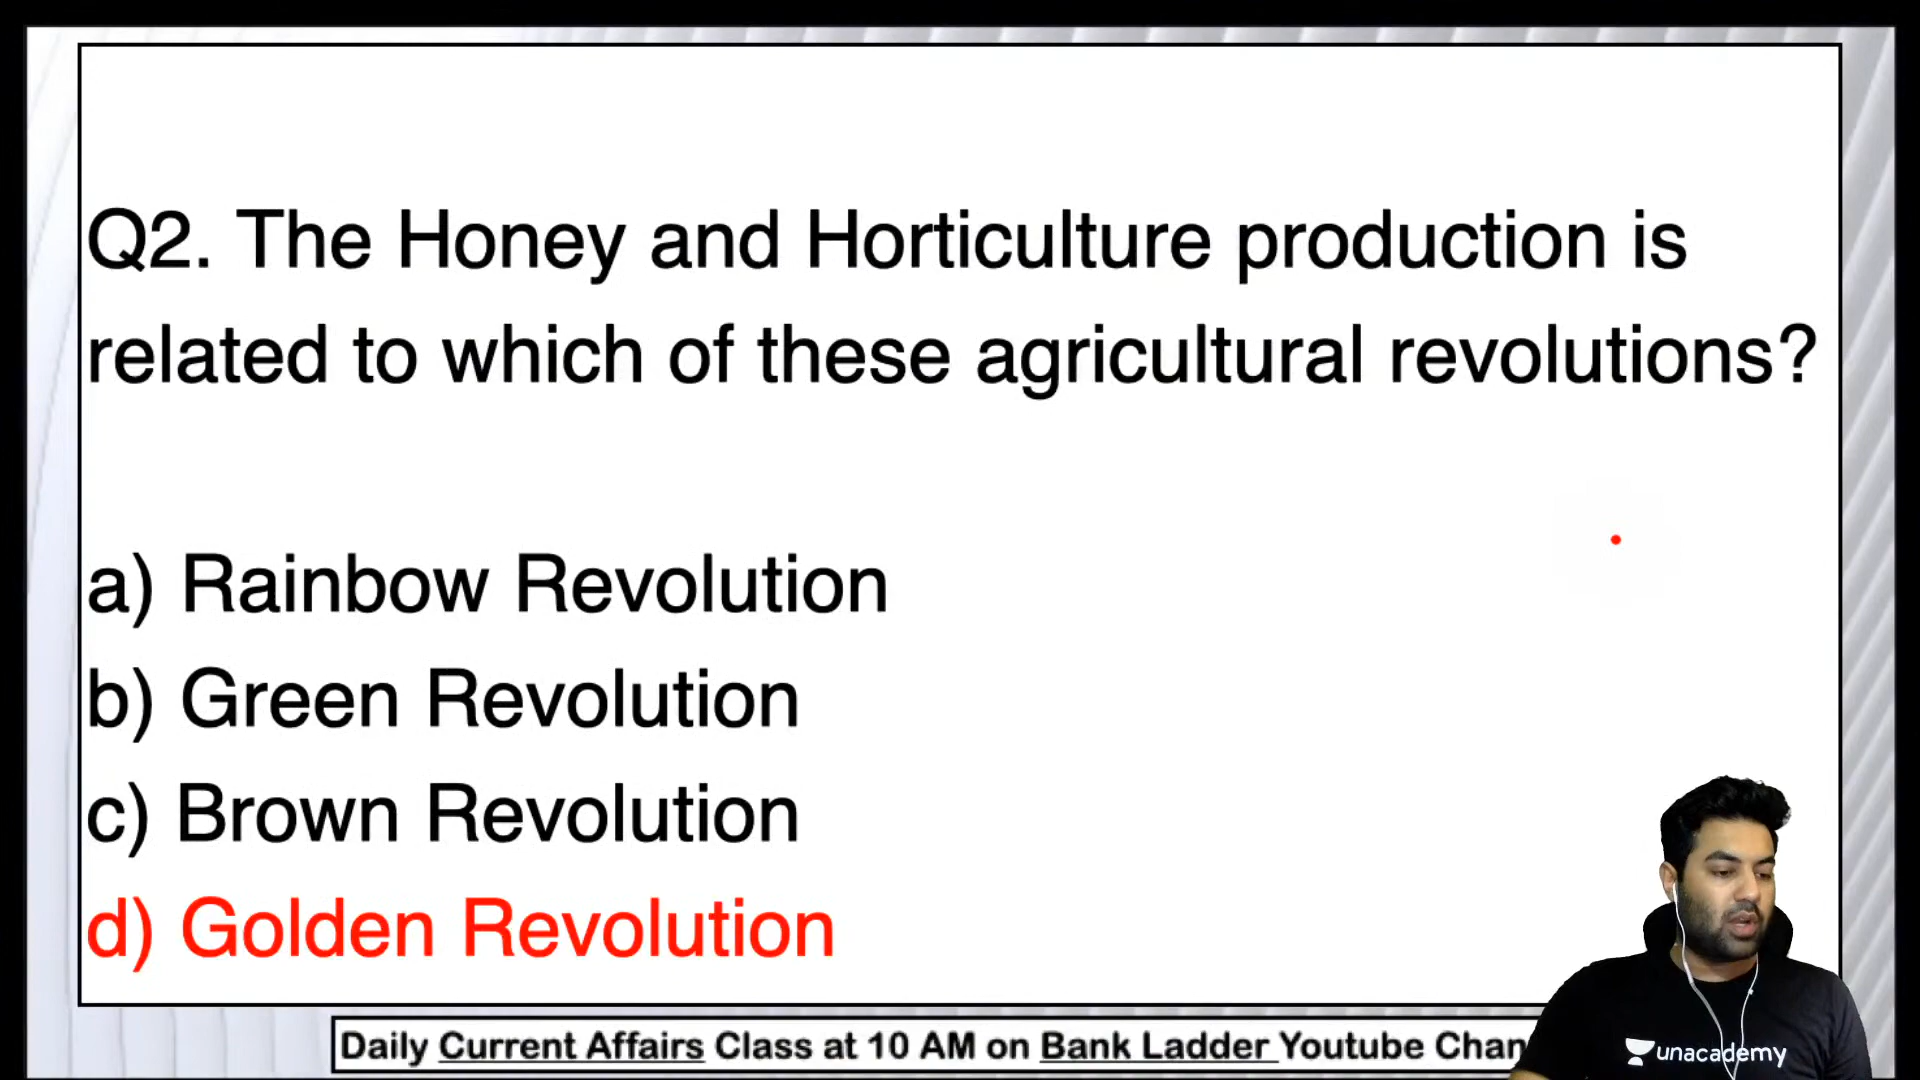 Q2. The Honey and Horticulture production is
related to which of these agricultural revolutions?
a) Rainbow Revolution
b) Green Revolution
c) Brown Revolution
d) Golden Revolution
Daily Current Affairs Class at 10 AM on Bank Ladder Youtube Chan
unacademy